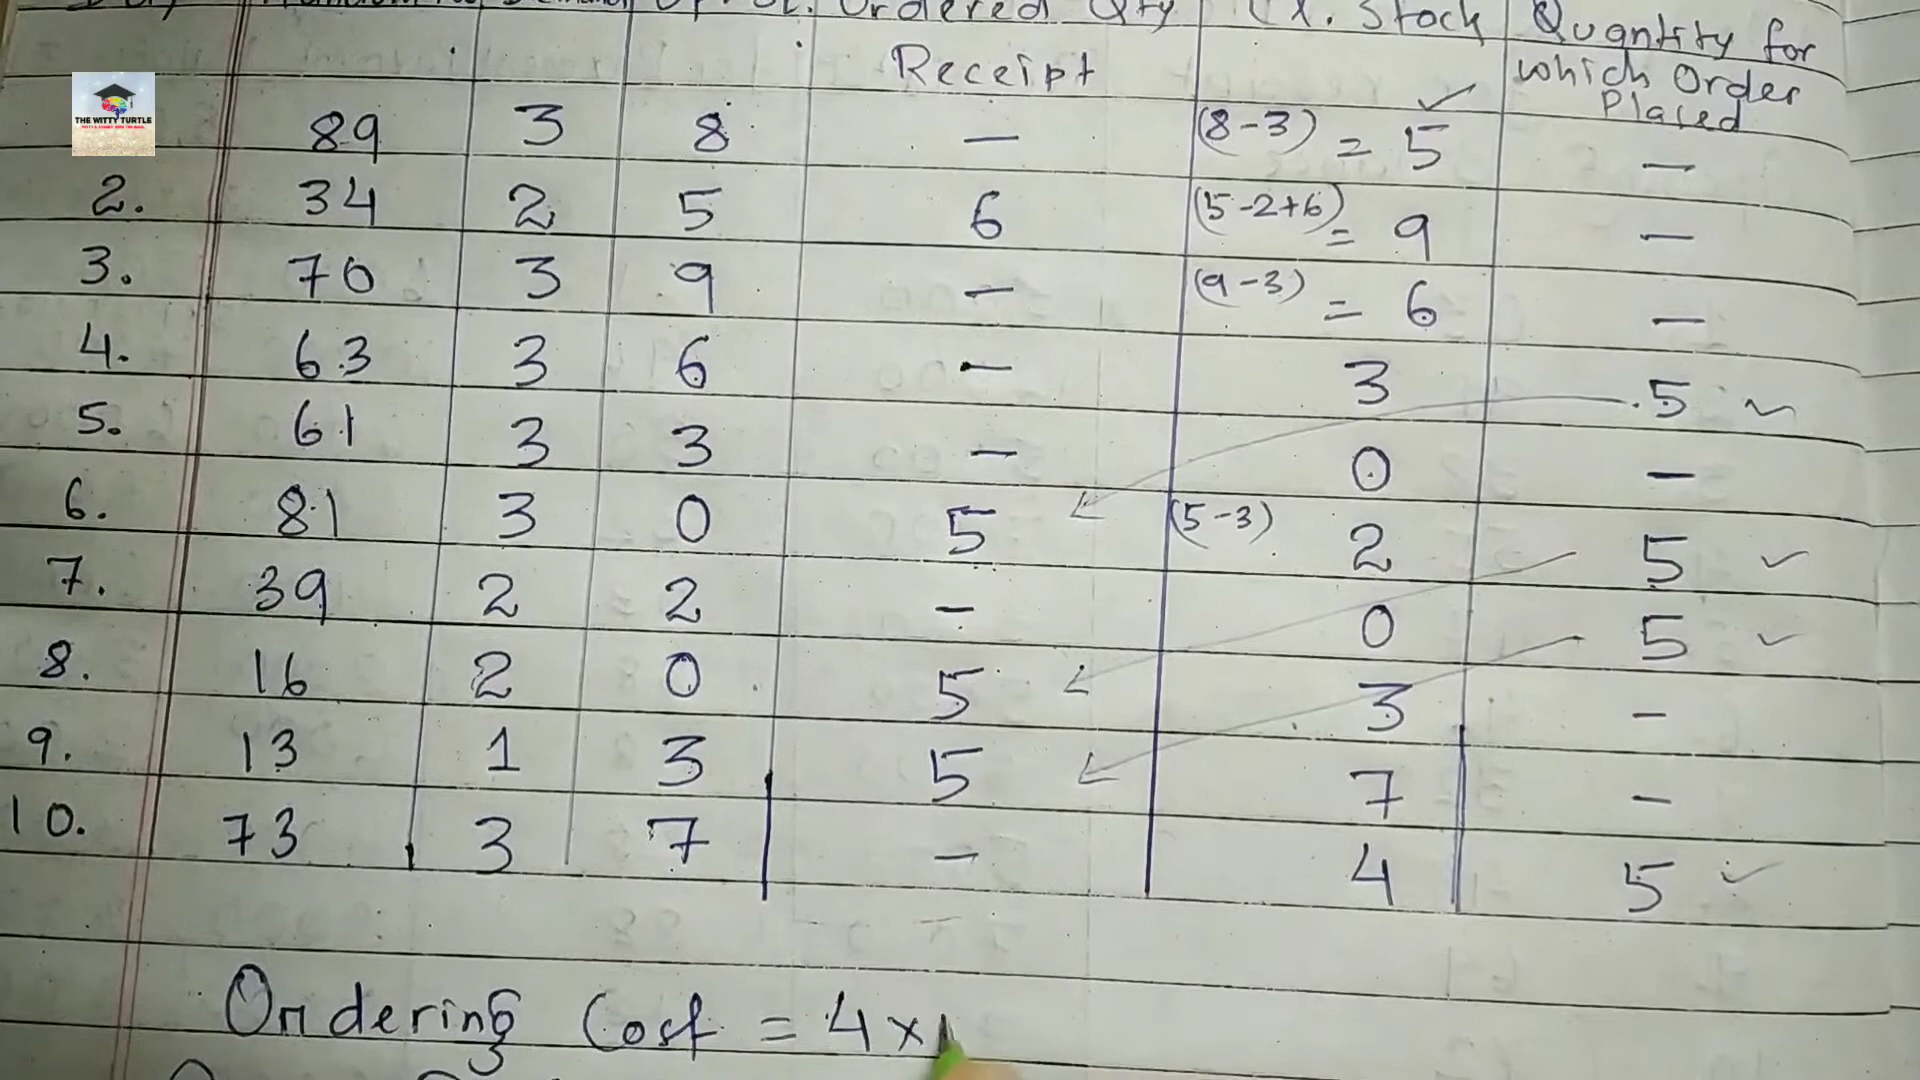 Ordered Qty Cl. Stock Quantity for
Receipt which Order
Placed
THE WITTY TURTLE
89 3 8 — (8-3) = 5 —
2. 34 2 5 6 (5-2+6) = 9 —
3. 70 3 9 — (9-3) = 6 —
4. 63 3 6 — 3 5
5. 61 3 3 — 0 —
6. 81 3 0 5 (5-3) 2 5
7. 39 2 2 - 0 5
8. 16 2 0 5 3 -
9. 13 1 3 5 7 -
10. 73 3 7 - 4 5
Ordering Cost = 4 ×